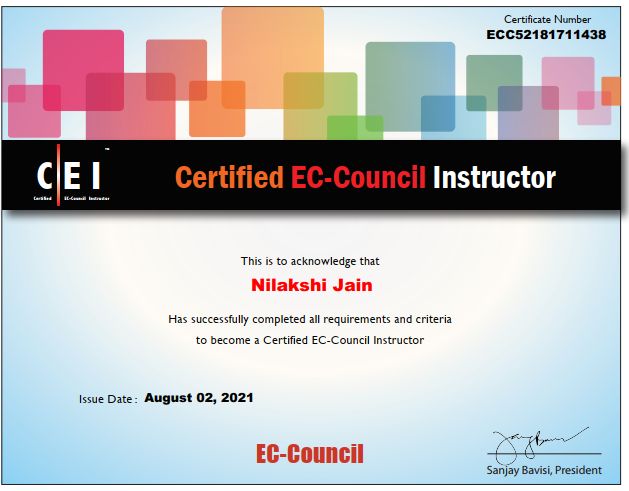 Certificate Number
ECC52181711438
CEI™
Certified EC-Council Instructor
Certified EC-Council Instructor
This is to acknowledge that
Nilakshi Jain
Has successfully completed all requirements and criteria
to become a Certified EC-Council Instructor
Issue Date : August 02, 2021
EC-Council
Sanjay Bavisi, President